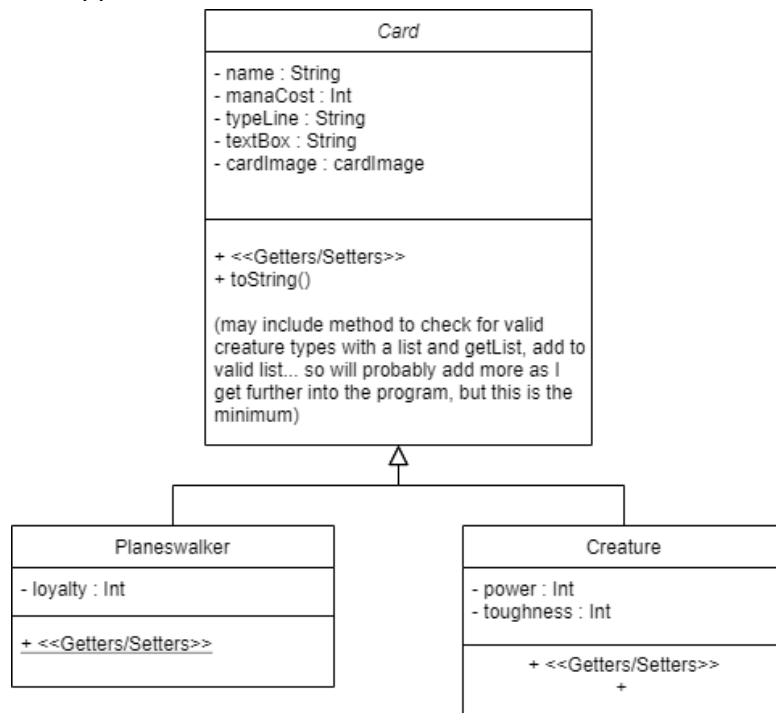 Card
- name : String
- manaCost : Int
- typeLine : String
- textBox : String
- cardImage : cardImage
+ <<Getters/Setters>>
+ toString()
(may include method to check for valid
creature types with a list and getList, add to
valid list... so will probably add more as I
get further into the program, but this is the
minimum)
Planeswalker
- loyalty : Int
+ <<Getters/Setters>>
Creature
- power : Int
- toughness : Int
+ <<Getters/Setters>>
+